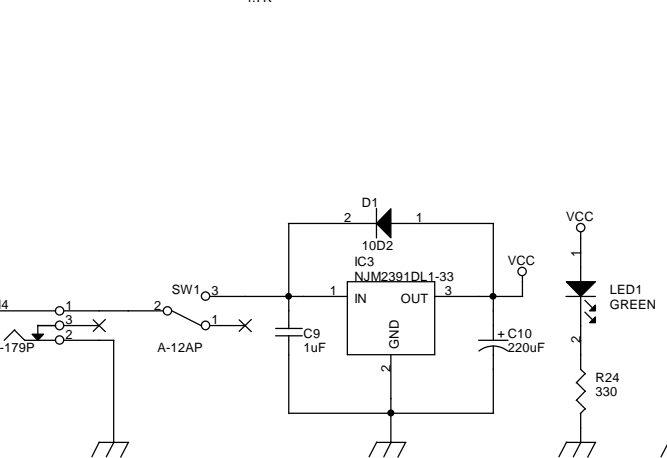 D1
2
1
10D2
IC3
NJM2391DL1-33
VCC
VCC
SW1
3
1
IN
OUT
3
1
LED1
GREEN
1
2
1
3
2
-179P
A-12AP
C9
1uF
GND
2
+
C10
220uF
2
R24
330